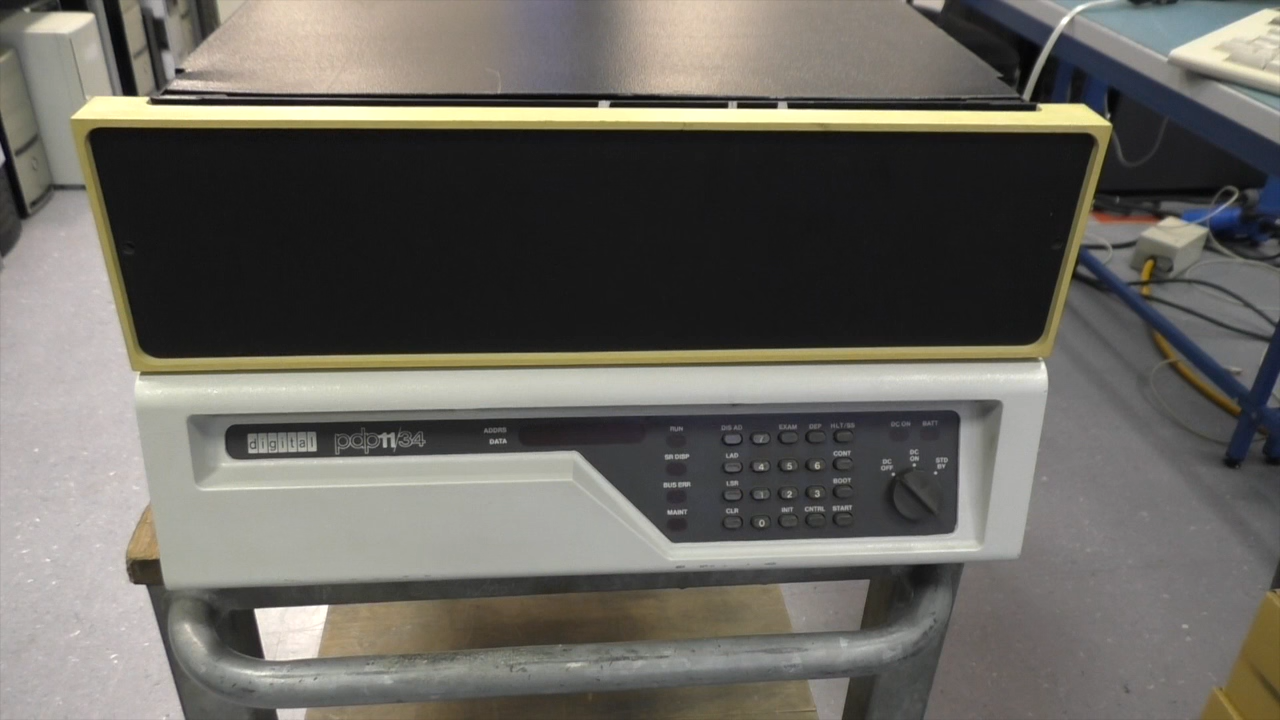 digital pdp11/34
ADDRS
DATA
RUN
SR DISP
BUS ERR
MAINT
DIS AD 7 EXAM DEP HLT/SS
LAD 4 5 6 CONT
LSR 1 2 3 BOOT
CLR 0 INIT CNTRL START
DC ON BATT
DC OFF
DC ON
STD BY